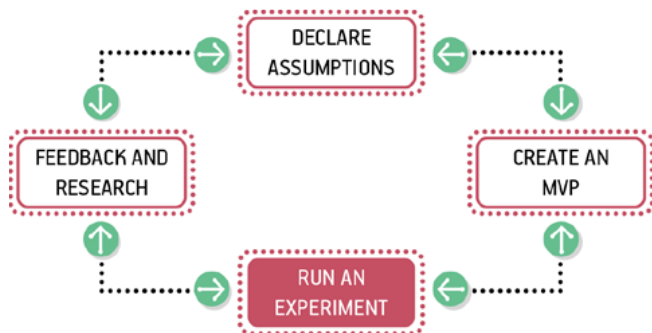 DECLARE
ASSUMPTIONS
FEEDBACK AND
RESEARCH
CREATE AN
MVP
RUN AN
EXPERIMENT